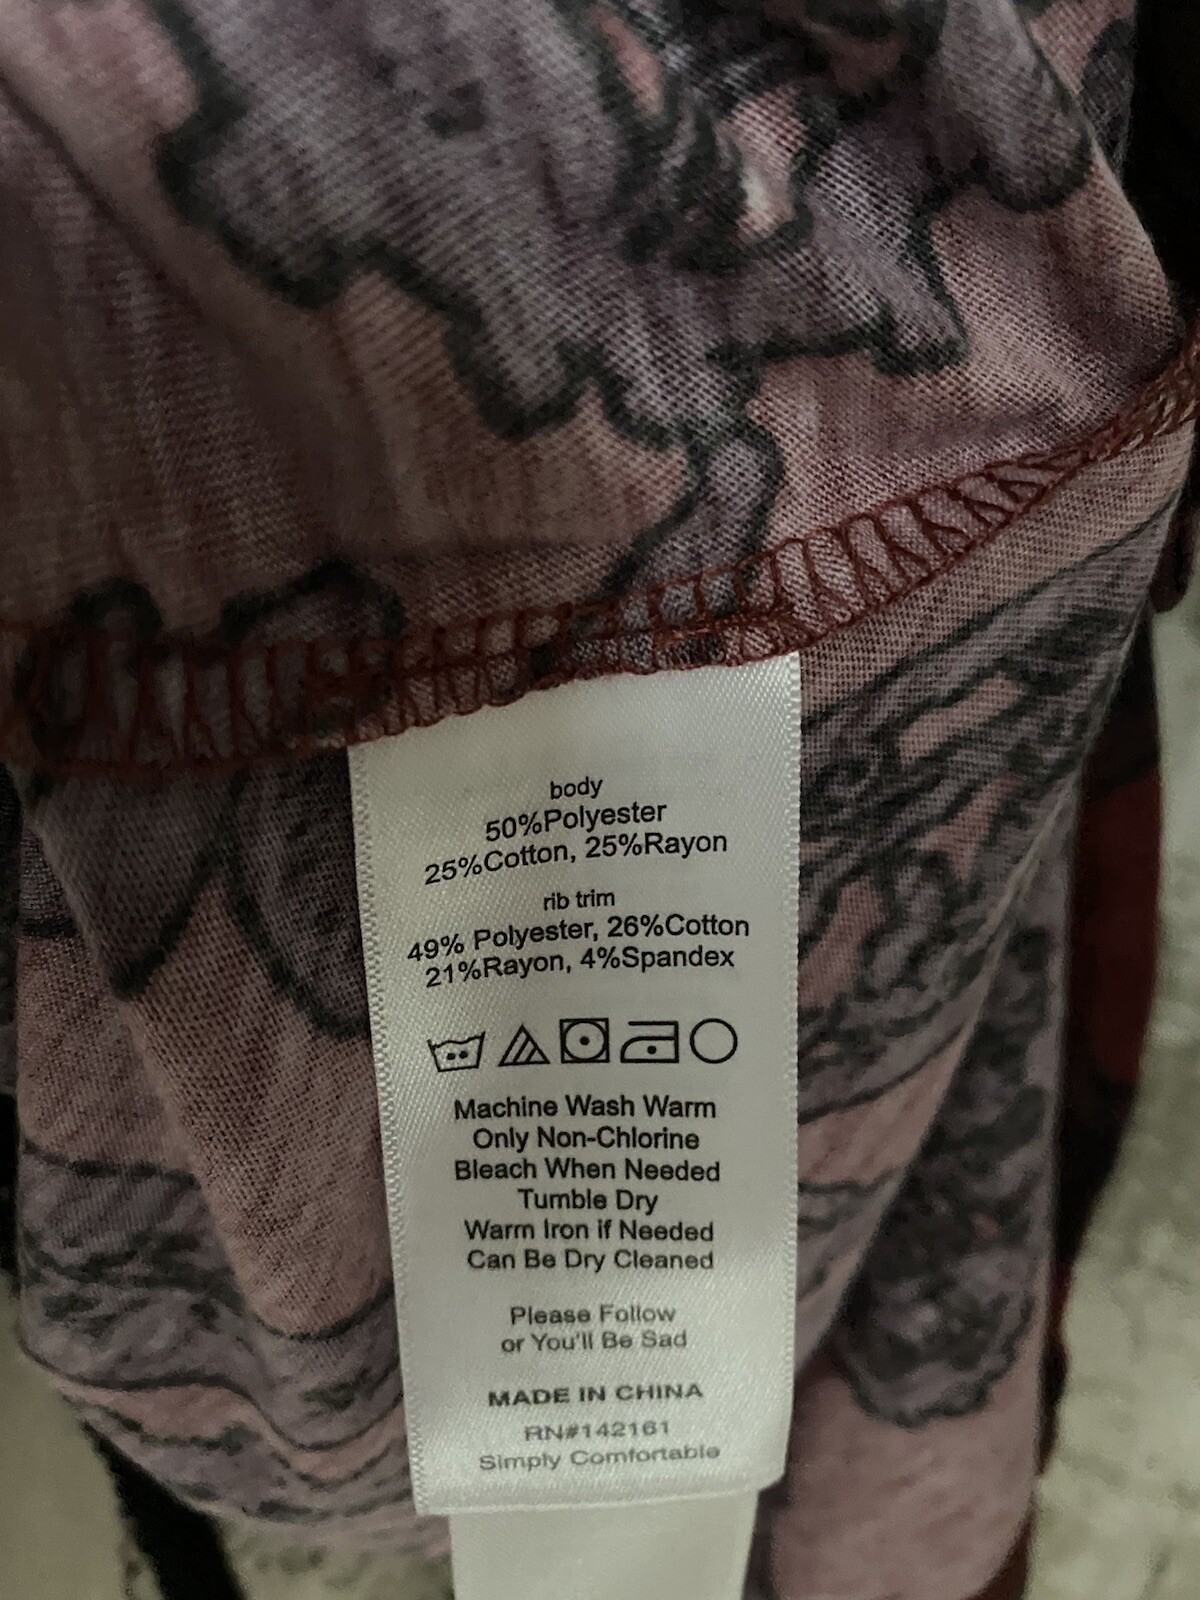 body
50%Polyester
25%Cotton, 25%Rayon
rib trim
49% Polyester, 26%Cotton
21%Rayon, 4%Spandex
Machine Wash Warm
Only Non-Chlorine
Bleach When Needed
Tumble Dry
Warm Iron if Needed
Can Be Dry Cleaned
Please Follow
or You'll Be Sad
MADE IN CHINA
RN#142161
Simply Comfortable